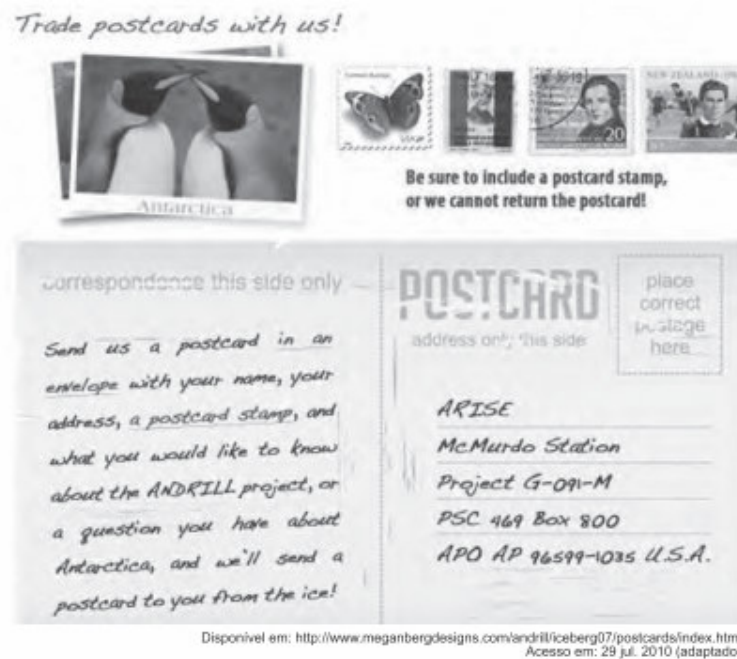 Trade postcards with us!
Antarctica
20
NEW ZEALAND
Be sure to include a postcard stamp,
or we cannot return the postcard!
correspondence this side only
Send us a postcard in an
envelope with your name, your
address, a postcard stamp, and
what you would like to know
about the ANDRILL project, or
a question you have about
Antarctica, and we'll send a
postcard to you from the ice!
POSTCARD
address only this side
place
correct
postage
here
ARISE
McMurdo Station
Project G-091-M
PSC 469 Box 800
APO AP 96599-1035 U.S.A.
Disponível em: http://www.meganbergdesigns.com/andrill/iceberg07/postcards/index.htm
Acesso em: 29 jul. 2010 (adaptado